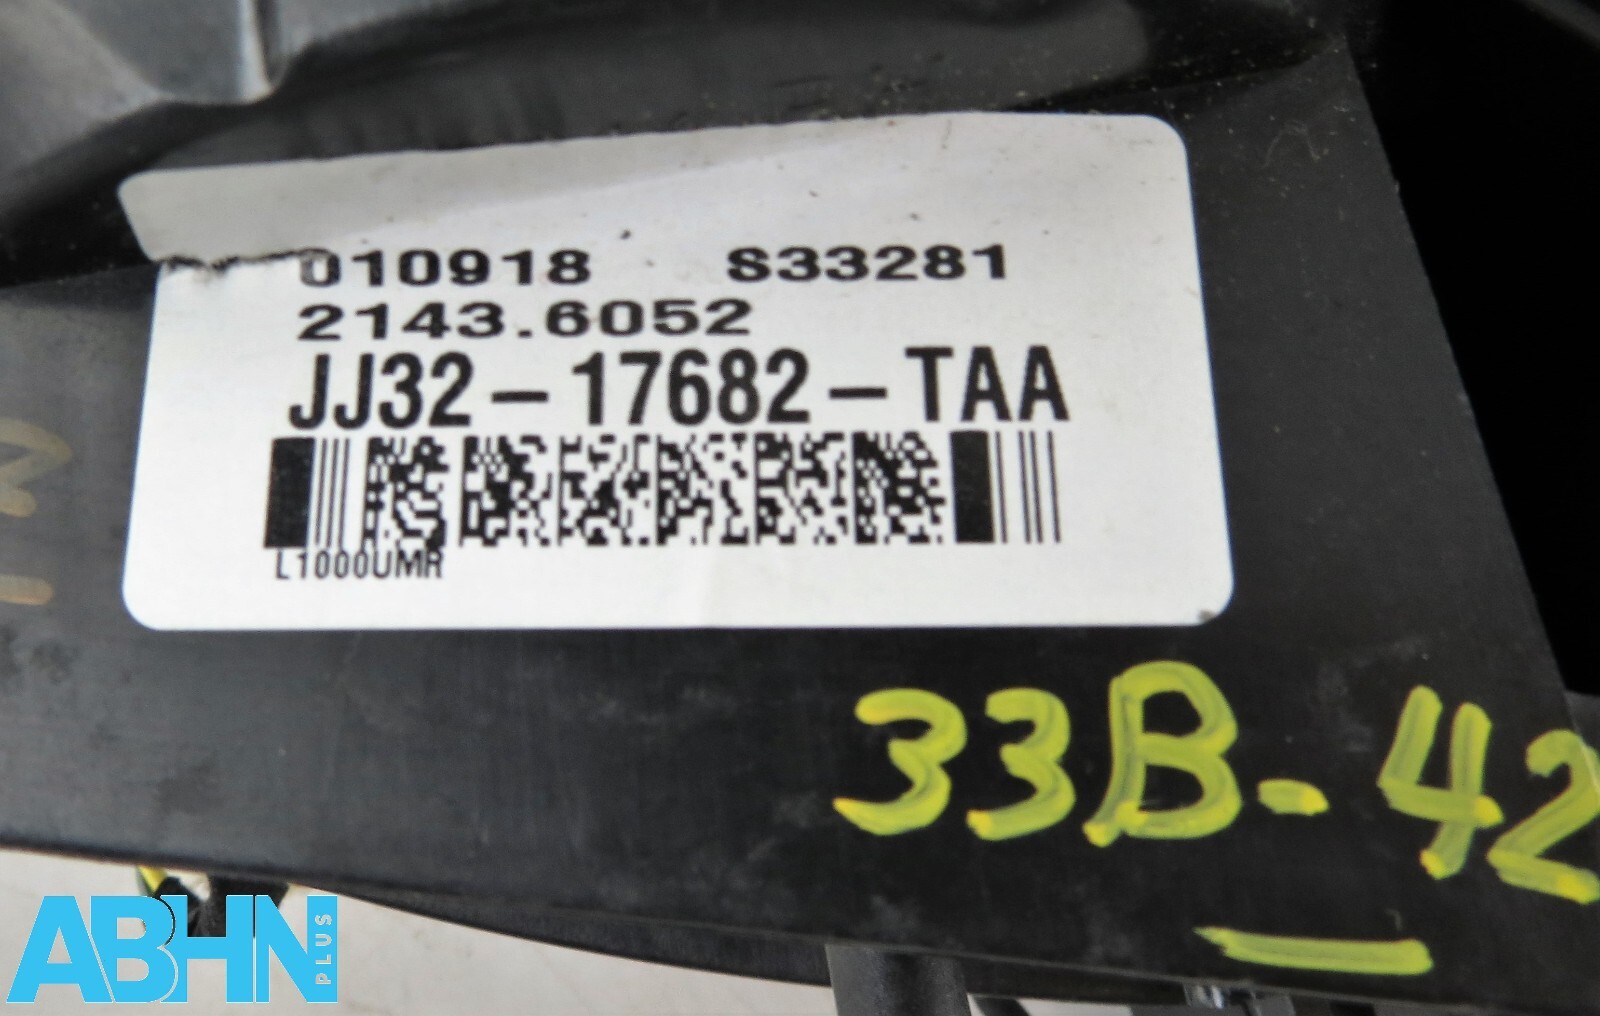 010918 S33281
2143.6052
JJ32-17682-TAA
L1000UMR
33B-42
ABHN PLUS